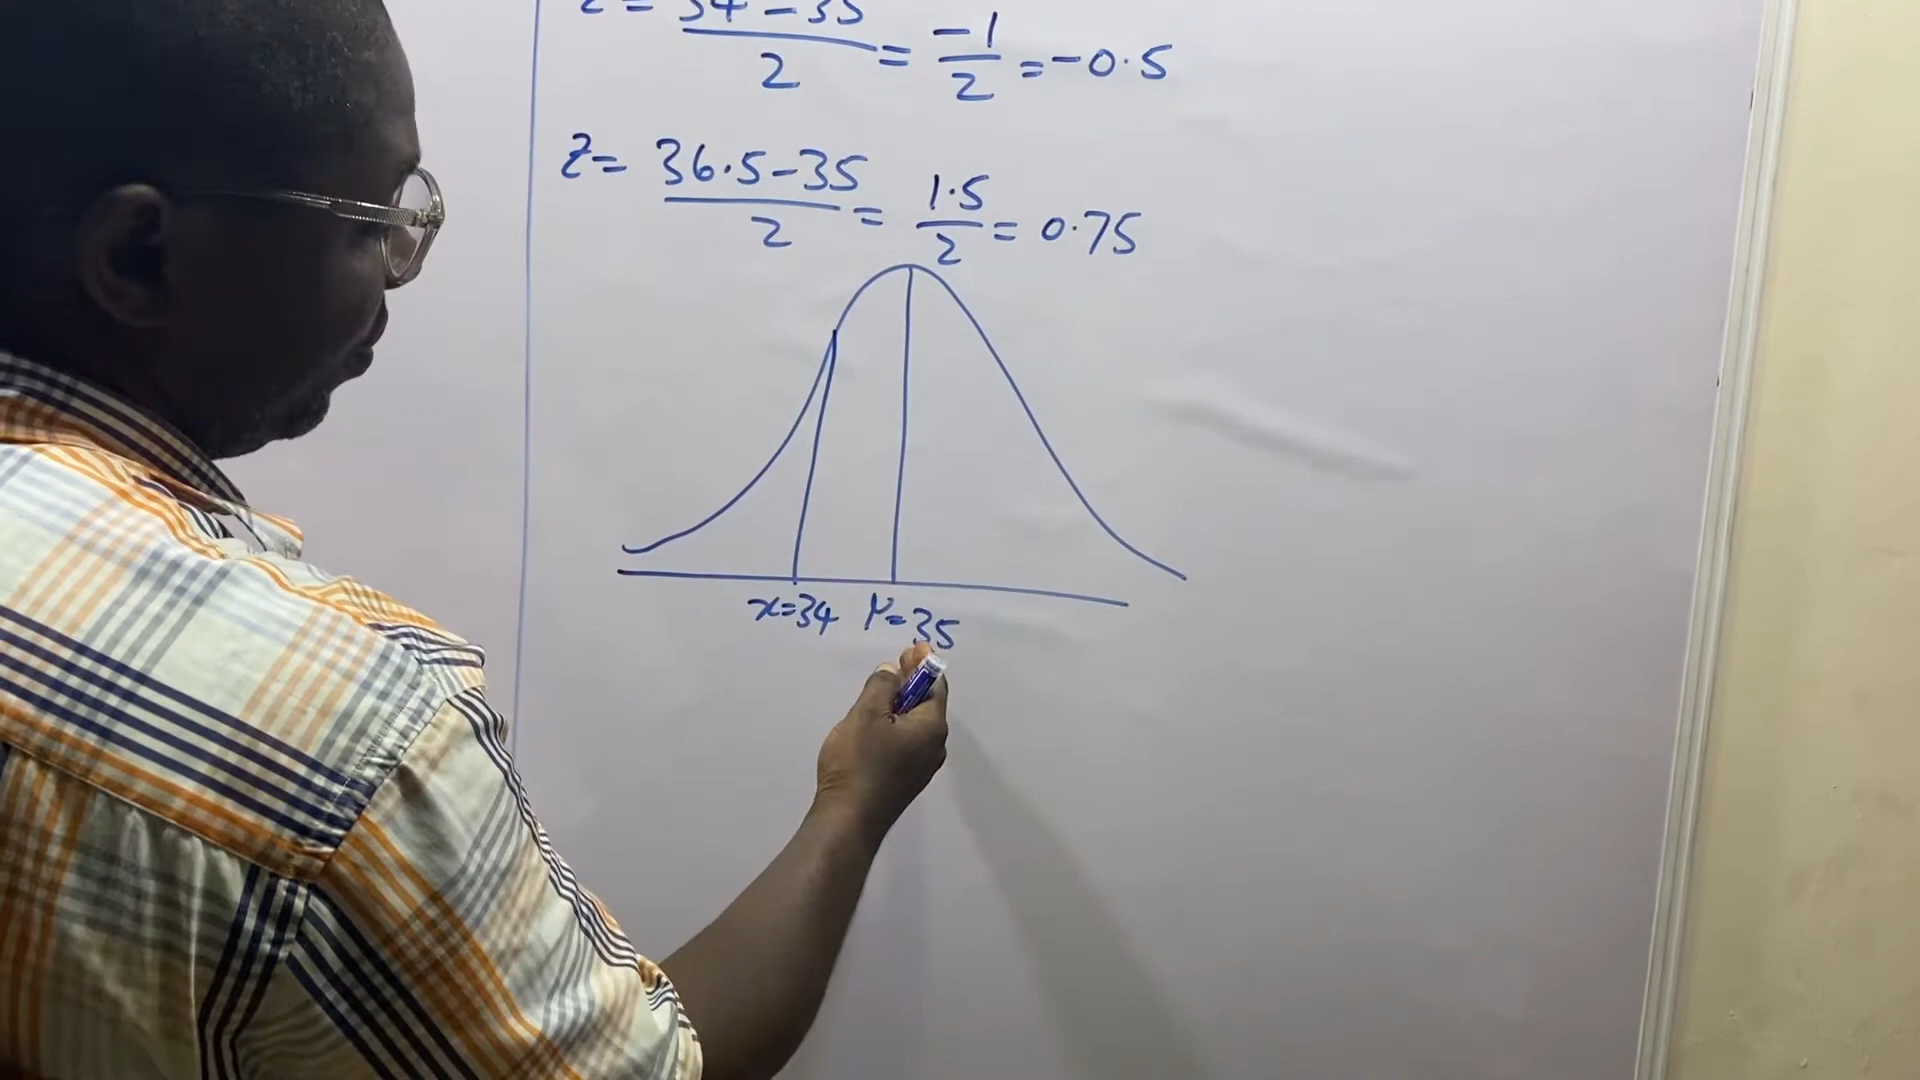 z = 34 - 35 / 2 = -1/2 = -0.5
z = 36.5 - 35 / 2 = 1.5/2 = 0.75
x=34 μ=35